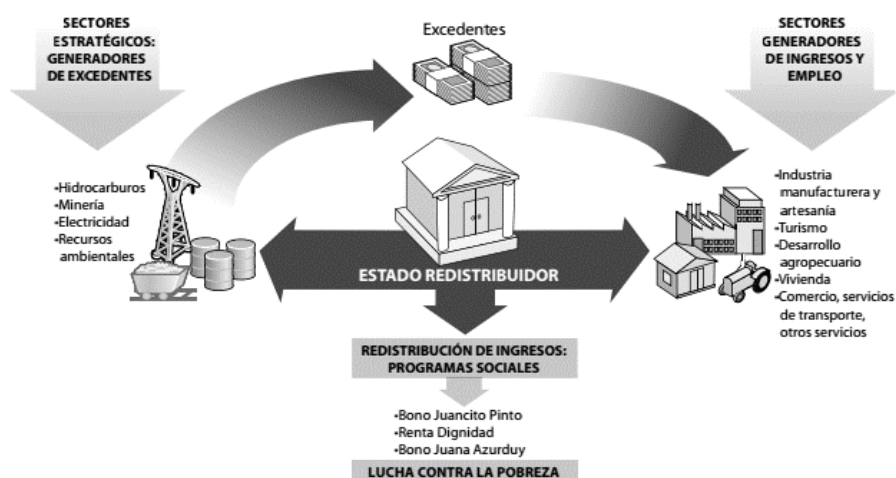 SECTORES
ESTRATÉGICOS:
GENERADORES
DE EXCEDENTES
Excedentes
SECTORES
GENERADORES
DE INGRESOS Y
EMPLEO
•Hidrocarburos
•Minería
•Electricidad
•Recursos
ambientales
•Industria
manufacturera y
artesanía
•Turismo
•Desarrollo
agropecuario
•Vivienda
•Comercio, servicios
de transporte,
otros servicios
ESTADO REDISTRIBUIDOR
REDISTRIBUCIÓN DE INGRESOS:
PROGRAMAS SOCIALES
•Bono Juancito Pinto
•Renta Dignidad
•Bono Juana Azurduy
LUCHA CONTRA LA POBREZA